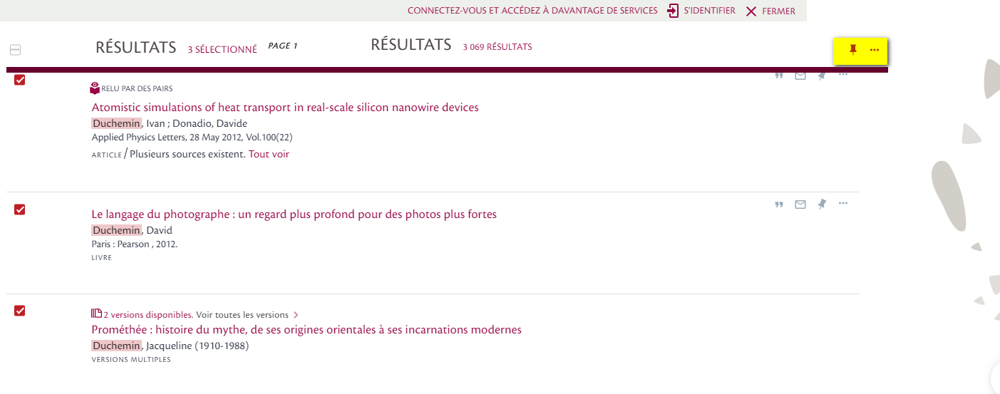 CONNECTEZ-VOUS ET ACCÉDEZ À DAVANTAGE DE SERVICES S'IDENTIFIER FERMER
RÉSULTATS 3 SÉLECTIONNÉ PAGE 1 RÉSULTATS 3 069 RÉSULTATS
RELU PAR DES PAIRS
Atomistic simulations of heat transport in real-scale silicon nanowire devices
Duchemin, Ivan ; Donadio, Davide
Applied Physics Letters, 28 May 2012, Vol.100(22)
ARTICLE / Plusieurs sources existent. Tout voir
Le langage du photographe : un regard plus profond pour des photos plus fortes
Duchemin, David
Paris : Pearson , 2012.
LIVRE
2 versions disponibles. Voir toutes les versions
Prométhée : histoire du mythe, de ses origines orientales à ses incarnations modernes
Duchemin, Jacqueline (1910-1988)
VERSIONS MULTIPLES